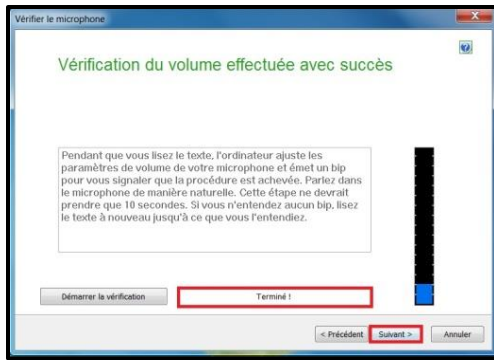 Vérifier le microphone
Vérification du volume effectuée avec succès
Pendant que vous lisez le texte, l'ordinateur ajuste les
paramètres de volume de votre microphone et émet un bip
pour vous signaler que la procédure est achevée. Parlez dans
le microphone de manière naturelle. Cette étape ne devrait
prendre que 10 secondes. Si vous n'entendez aucun bip, lisez
le texte à nouveau jusqu'à ce que vous l'entendiez.
Démarrer la vérification
Terminé !
< Précédent
Suivant >
Annuler